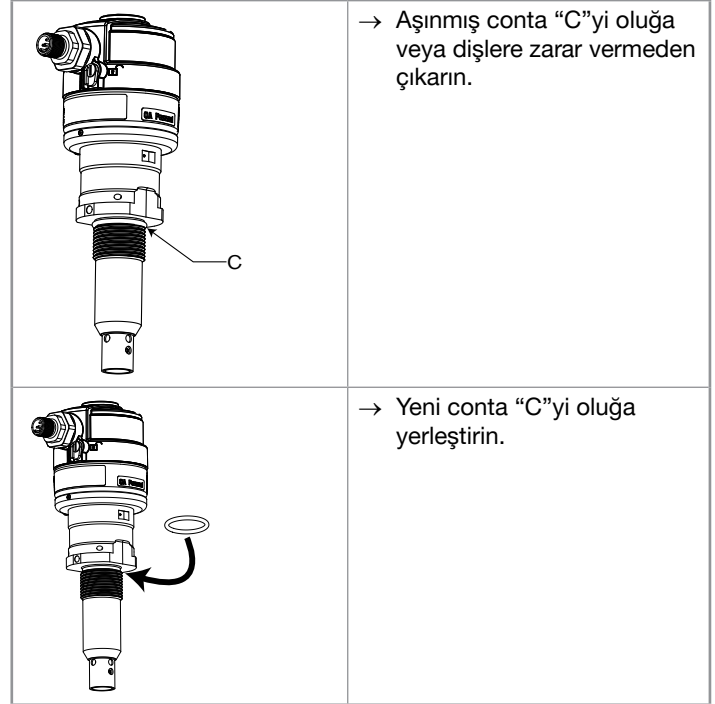 → Aşınmış conta “C”yi oluğa
veya dişlere zarar vermeden
çıkarın.
C
→ Yeni conta “C”yi oluğa
yerleştirin.